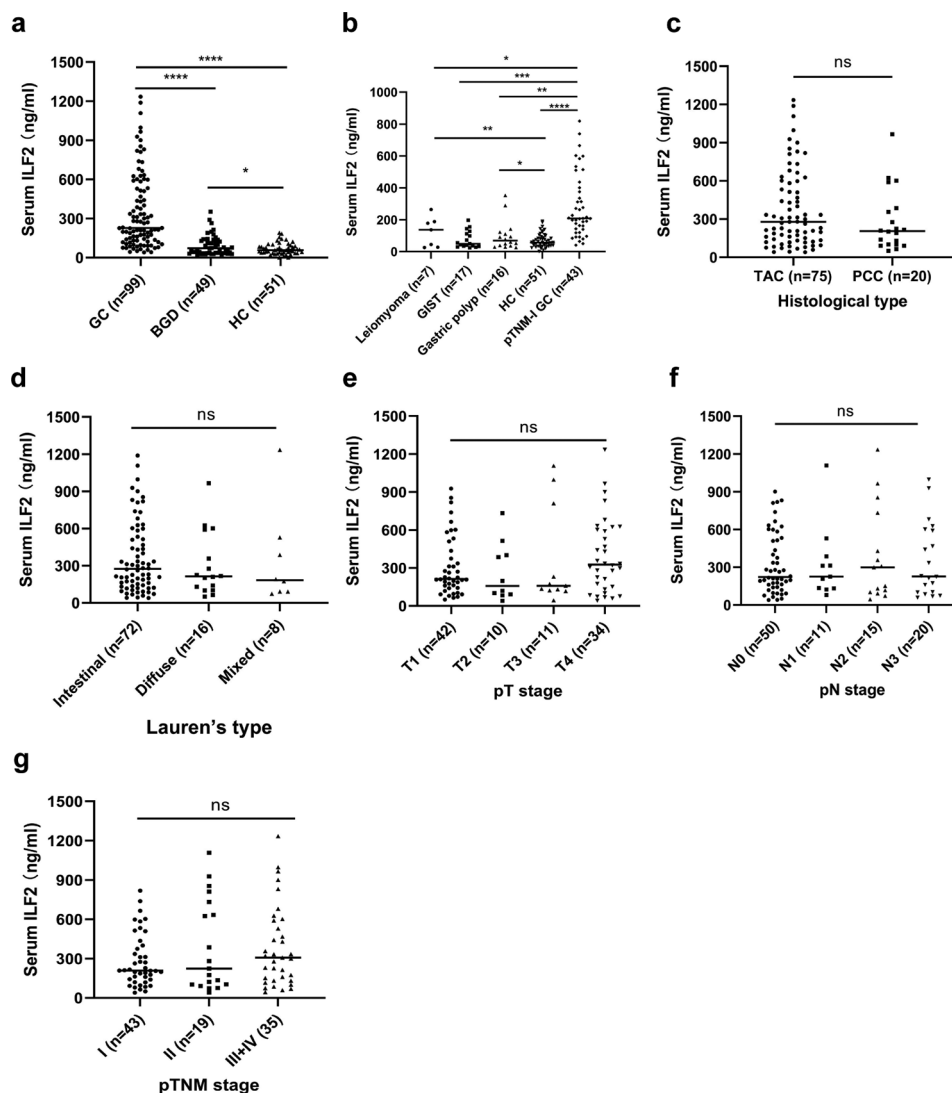 a
Serum ILF2 (ng/ml)
1500
1200
900
600
300
0
****
****
*
GC (n=99)
BGD (n=49)
HC (n=51)
b
Serum ILF2 (ng/ml)
1000
800
600
400
200
0
*
***
**
****
**
*
Leiomyoma (n=7)
GIST (n=17)
Gastric polyp (n=16)
HC (n=51)
pTNM-I GC (n=43)
c
Serum ILF2 (ng/ml)
1500
1200
900
600
300
0
ns
TAC (n=75) PCC (n=20)
Histological type
d
Serum ILF2 (ng/ml)
1500
1200
900
600
300
0
ns
Intestinal (n=72)
Diffuse (n=16)
Mixed (n=8)
Lauren's type
e
Serum ILF2 (ng/ml)
1500
1200
900
600
300
0
ns
T1 (n=42)
T2 (n=10)
T3 (n=11)
T4 (n=34)
pT stage
f
Serum ILF2 (ng/ml)
1500
1200
900
600
300
0
ns
N0 (n=50)
N1 (n=11)
N2 (n=15)
N3 (n=20)
pN stage
g
Serum ILF2 (ng/ml)
1500
1200
900
600
300
0
ns
I (n=43)
II (n=19)
III+IV (35)
pTNM stage